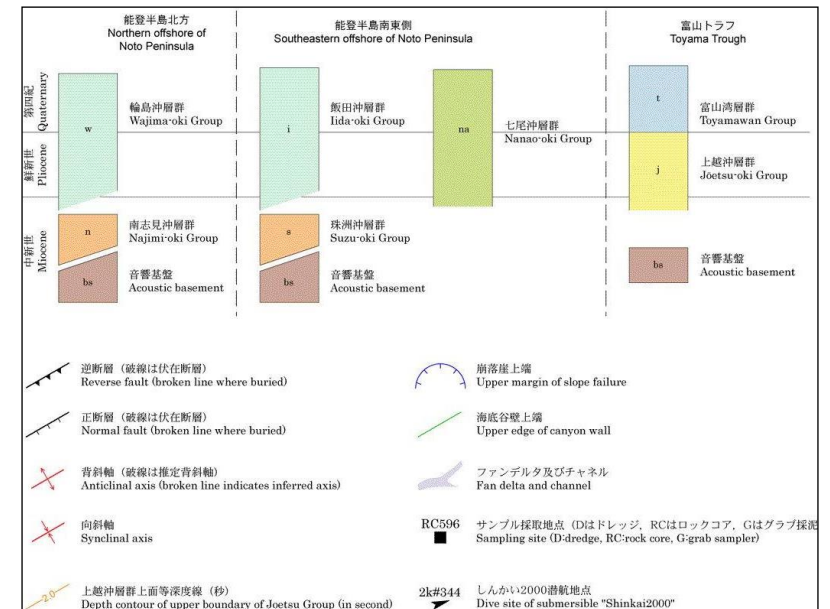 能登半島北方
Northern offshore of
Noto Peninsula
能登半島南東側
Southeastern offshore of Noto Peninsula
富山トラフ
Toyama Trough
第四紀
Quaternary
鮮新世
Pliocene
中新世
Miocene
w
輪島沖層群
Wajima-oki Group
i
飯田沖層群
Iida-oki Group
na
七尾沖層群
Nanao-oki Group
t
富山湾層群
Toyamawan Group
j
上越沖層群
Joetsu-oki Group
n
南志見沖層群
Najimi-oki Group
s
珠洲沖層群
Suzu-oki Group
bs
音響基盤
Acoustic basement
bs
音響基盤
Acoustic basement
bs
音響基盤
Acoustic basement
逆断層（破線は伏在断層）
Reverse fault (broken line where buried)
崩落崖上端
Upper margin of slope failure
正断層（破線は伏在断層）
Normal fault (broken line where buried)
海底谷壁上端
Upper edge of canyon wall
背斜軸（破線は推定背斜軸）
Anticlinal axis (broken line indicates inferred axis)
ファンデルタ及びチャネル
Fan delta and channel
向斜軸
Synclinal axis
RC596
サンプル採取地点（Dはドレッジ，RCはロックコア，Gはグラブ採泥
Sampling site (D:dredge, RC:rock core, G:grab sampler)
2.0
上越沖層群上面等深度線（秒）
Depth contour of upper boundary of Joetsu Group (in second)
2k#344
しんかい2000潜航地点
Dive site of submersible "Shinkai2000"